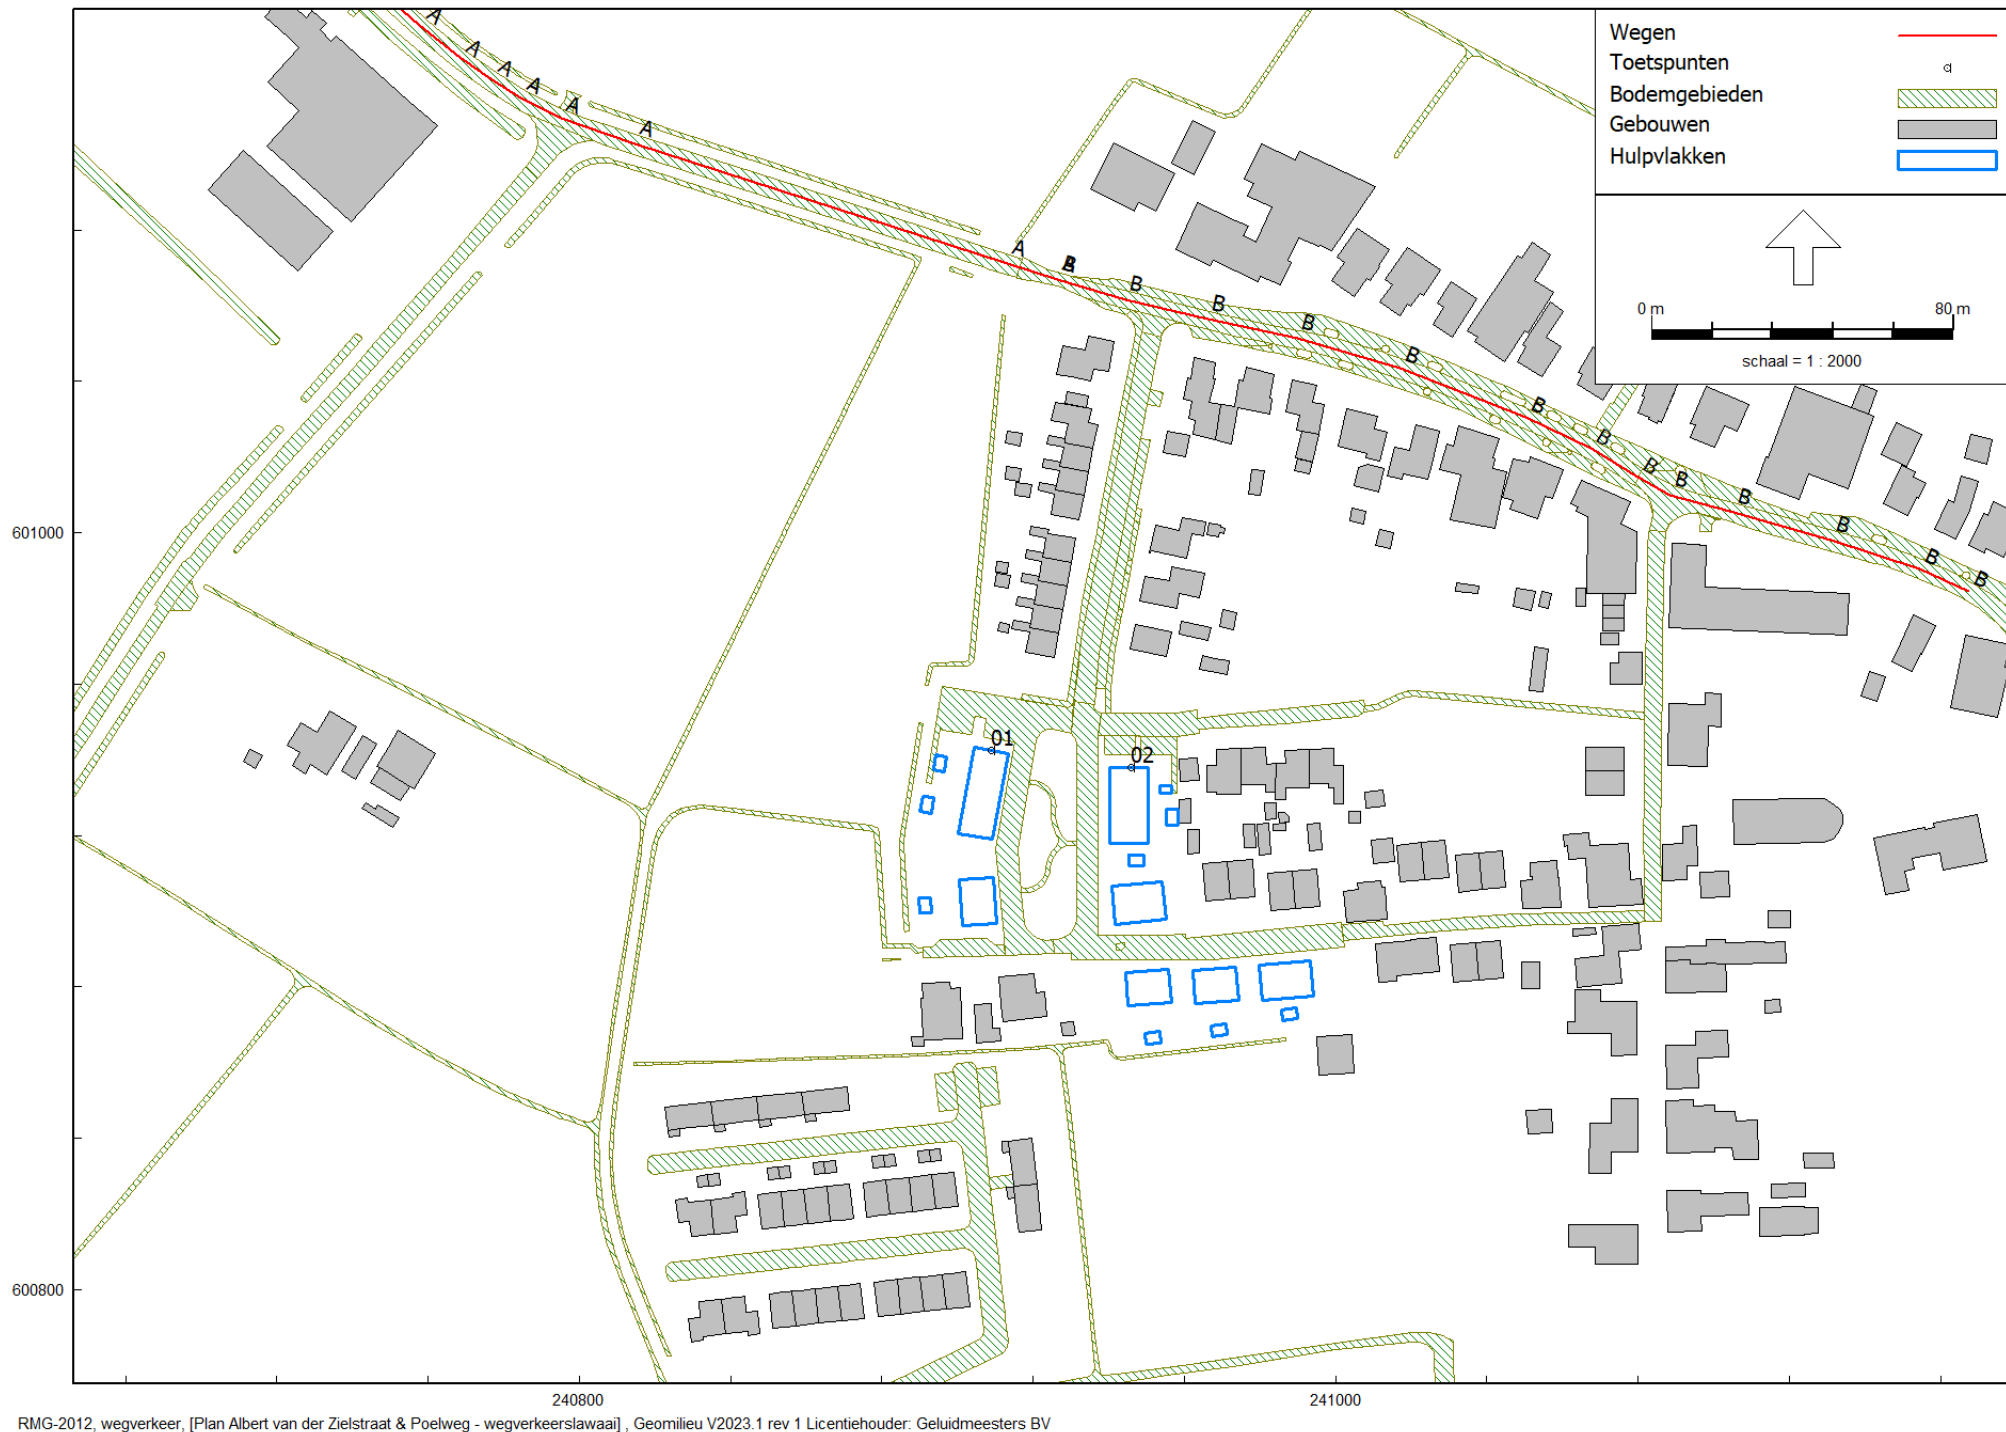 Wegen
Toetspunten
Bodemgebieden
Gebouwen
Hulpvlakken
0 m 80 m
schaal = 1 : 2000
A
A
A
A
A
A
A
B
B
B
B
B
B
B
B
B
B
B
B
B
601000
01
02
600800
240800 241000
RMG-2012, wegverkeer, [Plan Albert van der Zielstraat & Poelweg - wegverkeerslawaai] , Geomilieu V2023.1 rev 1 Licentiehouder: Geluidmeesters BV